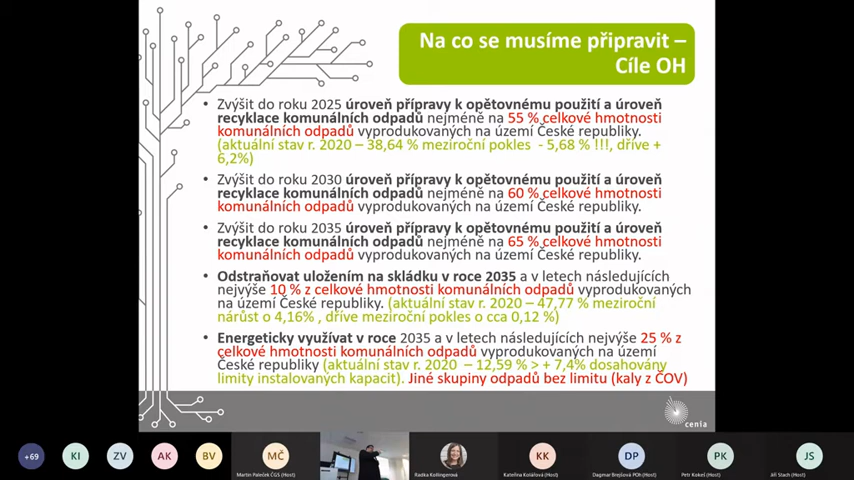 Na co se musíme připravit –
Cíle OH
• Zvýšit do roku 2025 úroveň přípravy k opětovnému použití a úroveň
recyklace komunálních odpadů nejméně na 55 % celkové hmotnosti
komunálních odpadů vyprodukovaných na území České republiky.
(aktuální stav r. 2020 – 38,64 % meziroční pokles - 5,68 % !!!, dříve +
6,2%)
• Zvýšit do roku 2030 úroveň přípravy k opětovnému použití a úroveň
recyklace komunálních odpadů nejméně na 60 % celkové hmotnosti
komunálních odpadů vyprodukovaných na území České republiky.
• Zvýšit do roku 2035 úroveň přípravy k opětovnému použití a úroveň
recyklace komunálních odpadů nejméně na 65 % celkové hmotnosti
komunálních odpadů vyprodukovaných na území České republiky.
• Odstraňovat uložením na skládku v roce 2035 a v letech následujících
nejvýše 10 % z celkové hmotnosti komunálních odpadů vyprodukovaných
na území České republiky. (aktuální stav r. 2020 – 47,77 % meziroční
nárůst o 4,16% , dříve meziroční pokles o cca 0,12 %)
• Energeticky využívat v roce 2035 a v letech následujících nejvýše 25 % z
celkové hmotnosti komunálních odpadů vyprodukovaných na území
České republiky (aktuální stav r. 2020 – 12,59 % > + 7,4% dosahovány
limity instalovaných kapacit). Jiné skupiny odpadů bez limitu (kaly z ČOV)
cenia
+69
KI
ZV
AK
BV
MČ
KK
DP
PK
JS
Martin Paleček ČGS (Host)
Radka Kollingerová
Kateřina Kolářová (Host)
Dagmar Brejšová POh (Host)
Petr Kokeš (Host)
Jiří Stach (Host)